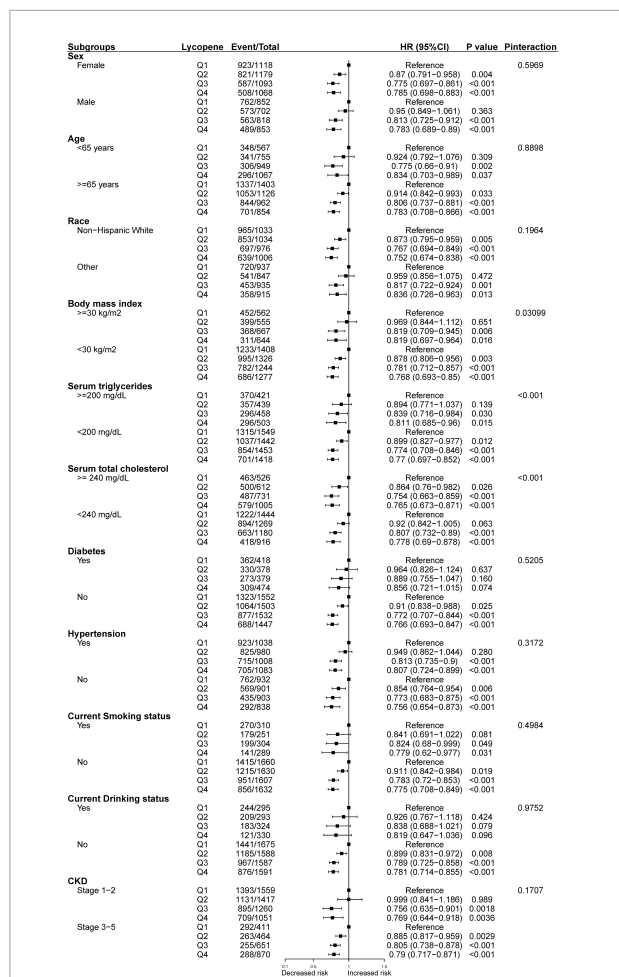 Subgroups Lycopene Event/Total HR (95%CI) P value Pinteraction
Sex
Female Q1 923/1118 Reference 0.5969
Q2 821/1179 0.87 (0.791−0.958) 0.004
Q3 587/1093 0.775 (0.697−0.861) <0.001
Q4 508/1068 0.785 (0.698−0.883) <0.001
Male Q1 762/852 Reference
Q2 573/702 0.95 (0.849−1.061) 0.363
Q3 563/818 0.813 (0.725−0.912) <0.001
Q4 489/853 0.783 (0.689−0.89) <0.001
Age
<65 years Q1 348/567 Reference 0.8898
Q2 341/755 0.924 (0.792−1.076) 0.309
Q3 306/949 0.775 (0.66−0.91) 0.002
Q4 296/1067 0.834 (0.703−0.989) 0.037
>=65 years Q1 1337/1403 Reference
Q2 1053/1126 0.914 (0.842−0.993) 0.033
Q3 844/962 0.806 (0.737−0.881) <0.001
Q4 701/854 0.783 (0.708−0.866) <0.001
Race
Non−Hispanic White Q1 965/1033 Reference 0.1964
Q2 853/1034 0.873 (0.795−0.959) 0.005
Q3 697/976 0.767 (0.694−0.849) <0.001
Q4 639/1006 0.752 (0.674−0.838) <0.001
Other Q1 720/937 Reference
Q2 541/847 0.959 (0.856−1.075) 0.472
Q3 453/935 0.817 (0.722−0.924) 0.001
Q4 358/915 0.836 (0.726−0.963) 0.013
Body mass index
>=30 kg/m2 Q1 452/562 Reference 0.03099
Q2 399/555 0.969 (0.844−1.112) 0.651
Q3 368/667 0.819 (0.709−0.945) 0.006
Q4 311/644 0.819 (0.697−0.964) 0.016
<30 kg/m2 Q1 1233/1408 Reference
Q2 995/1326 0.878 (0.806−0.956) 0.003
Q3 782/1244 0.781 (0.712−0.857) <0.001
Q4 686/1277 0.768 (0.693−0.85) <0.001
Serum triglycerides
>=200 mg/dL Q1 370/421 Reference <0.001
Q2 357/439 0.894 (0.771−1.037) 0.139
Q3 296/458 0.839 (0.716−0.984) 0.030
Q4 296/503 0.811 (0.685−0.96) 0.015
<200 mg/dL Q1 1315/1549 Reference
Q2 1037/1442 0.899 (0.827−0.977) 0.012
Q3 854/1453 0.774 (0.708−0.846) <0.001
Q4 701/1418 0.77 (0.697−0.852) <0.001
Serum total cholesterol
>= 240 mg/dL Q1 463/526 Reference <0.001
Q2 500/612 0.864 (0.76−0.982) 0.026
Q3 487/731 0.754 (0.663−0.859) <0.001
Q4 579/1005 0.765 (0.673−0.871) <0.001
<240 mg/dL Q1 1222/1444 Reference
Q2 894/1269 0.92 (0.842−1.005) 0.063
Q3 663/1180 0.807 (0.732−0.89) <0.001
Q4 418/916 0.778 (0.69−0.878) <0.001
Diabetes
Yes Q1 362/418 Reference 0.5205
Q2 330/378 0.964 (0.826−1.124) 0.637
Q3 273/379 0.889 (0.755−1.047) 0.160
Q4 309/474 0.856 (0.721−1.015) 0.074
No Q1 1323/1552 Reference
Q2 1064/1503 0.91 (0.838−0.988) 0.025
Q3 877/1532 0.772 (0.707−0.844) <0.001
Q4 688/1447 0.766 (0.693−0.847) <0.001
Hypertension
Yes Q1 923/1038 Reference 0.3172
Q2 825/980 0.949 (0.862−1.044) 0.280
Q3 715/1008 0.813 (0.735−0.9) <0.001
Q4 705/1083 0.807 (0.724−0.899) <0.001
No Q1 762/932 Reference
Q2 569/901 0.854 (0.764−0.954) 0.006
Q3 435/903 0.773 (0.683−0.875) <0.001
Q4 292/838 0.756 (0.654−0.873) <0.001
Current Smoking status
Yes Q1 270/310 Reference 0.4984
Q2 179/251 0.841 (0.691−1.022) 0.081
Q3 199/304 0.824 (0.68−0.999) 0.049
Q4 141/289 0.779 (0.62−0.977) 0.031
No Q1 1415/1660 Reference
Q2 1215/1630 0.911 (0.842−0.984) 0.019
Q3 951/1607 0.783 (0.72−0.853) <0.001
Q4 856/1632 0.775 (0.708−0.849) <0.001
Current Drinking status
Yes Q1 244/295 Reference 0.9752
Q2 209/293 0.926 (0.767−1.118) 0.424
Q3 183/324 0.838 (0.688−1.021) 0.079
Q4 121/330 0.819 (0.647−1.036) 0.096
No Q1 1441/1675 Reference
Q2 1185/1588 0.899 (0.831−0.972) 0.008
Q3 967/1587 0.789 (0.725−0.858) <0.001
Q4 876/1591 0.781 (0.714−0.855) <0.001
CKD
Stage 1−2 Q1 1393/1559 Reference 0.1707
Q2 1131/1417 0.999 (0.841−1.186) 0.989
Q3 895/1260 0.756 (0.635−0.901) 0.0018
Q4 709/1051 0.769 (0.644−0.918) 0.0036
Stage 3−5 Q1 292/411 Reference
Q2 263/464 0.885 (0.817−0.959) 0.0029
Q3 255/651 0.805 (0.738−0.878) <0.001
Q4 288/870 0.79 (0.717−0.871) <0.001
0.1 0.5 1 1.5
Decreased risk Increased risk